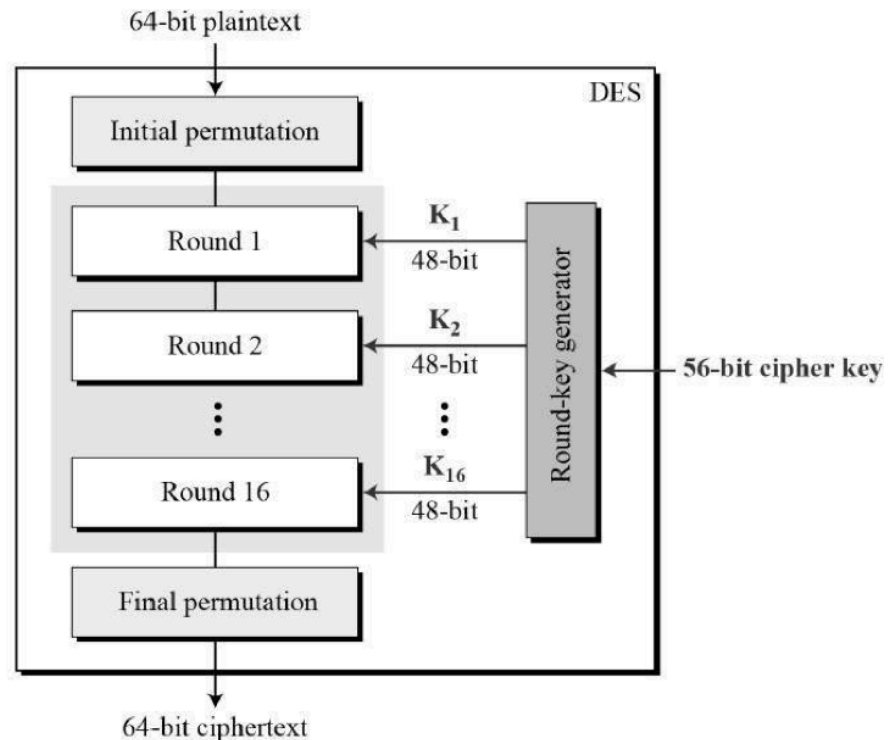 64-bit plaintext
DES
Initial permutation
Round 1
K₁
48-bit
Round 2
K₂
48-bit
Round-key generator
56-bit cipher key
Round 16
K₁₆
48-bit
Final permutation
64-bit ciphertext